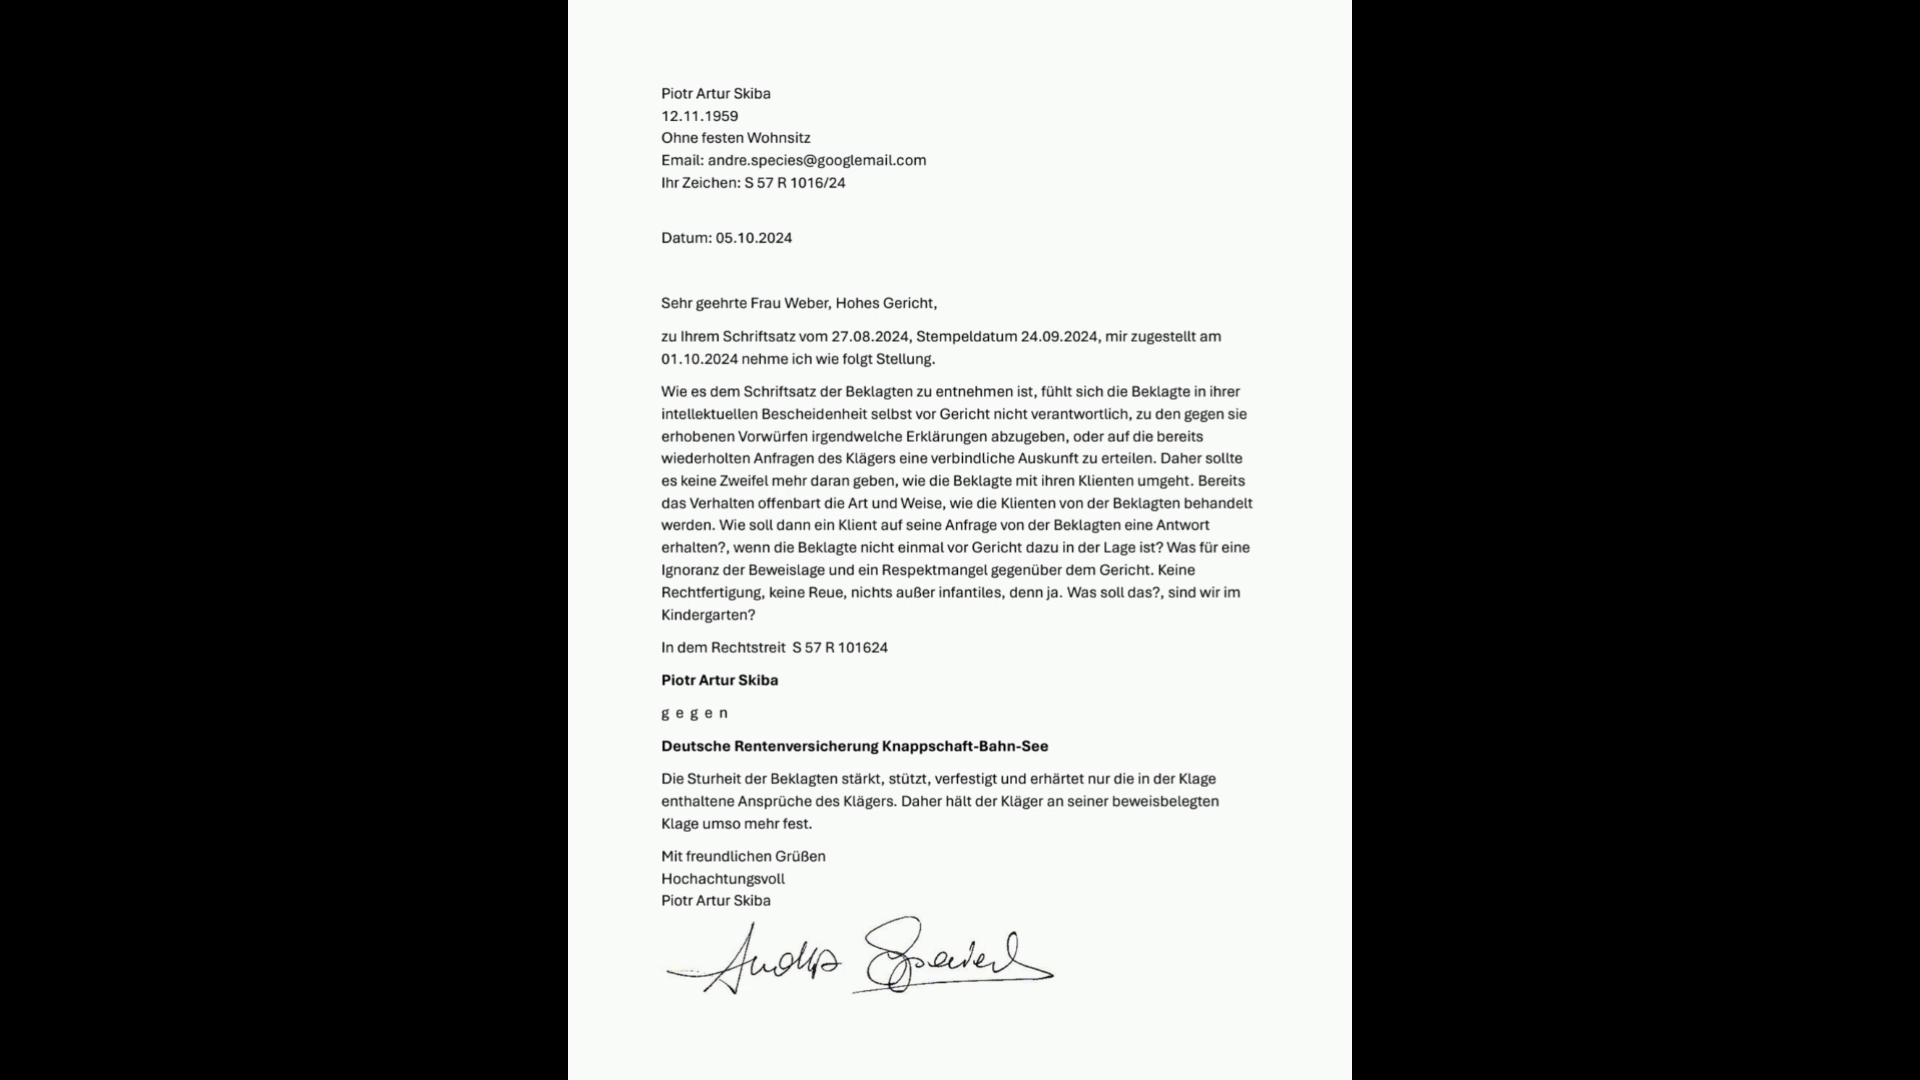 Piotr Artur Skiba
12.11.1959
Ohne festen Wohnsitz
Email: andre.species@googlemail.com
Ihr Zeichen: S 57 R 1016/24
Datum: 05.10.2024
Sehr geehrte Frau Weber, Hohes Gericht,
zu Ihrem Schriftsatz vom 27.08.2024, Stempeldatum 24.09.2024, mir zugestellt am
01.10.2024 nehme ich wie folgt Stellung.
Wie es dem Schriftsatz der Beklagten zu entnehmen ist, fühlt sich die Beklagte in ihrer
intellektuellen Bescheidenheit selbst vor Gericht nicht verantwortlich, zu den gegen sie
erhobenen Vorwürfen irgendwelche Erklärungen abzugeben, oder auf die bereits
wiederholten Anfragen des Klägers eine verbindliche Auskunft zu erteilen. Daher sollte
es keine Zweifel mehr daran geben, wie die Beklagte mit ihren Klienten umgeht. Bereits
das Verhalten offenbart die Art und Weise, wie die Klienten von der Beklagten behandelt
werden. Wie soll dann ein Klient auf seine Anfrage von der Beklagten eine Antwort
erhalten?, wenn die Beklagte nicht einmal vor Gericht dazu in der Lage ist? Was für eine
Ignoranz der Beweislage und ein Respektmangel gegenüber dem Gericht. Keine
Rechtfertigung, keine Reue, nichts außer infantiles, denn ja. Was soll das?, sind wir im
Kindergarten?
In dem Rechtstreit  S 57 R 101624
Piotr Artur Skiba
g e g e n
Deutsche Rentenversicherung Knappschaft-Bahn-See
Die Sturheit der Beklagten stärkt, stützt, verfestigt und erhärtet nur die in der Klage
enthaltene Ansprüche des Klägers. Daher hält der Kläger an seiner beweisbelegten
Klage umso mehr fest.
Mit freundlichen Grüßen
Hochachtungsvoll
Piotr Artur Skiba